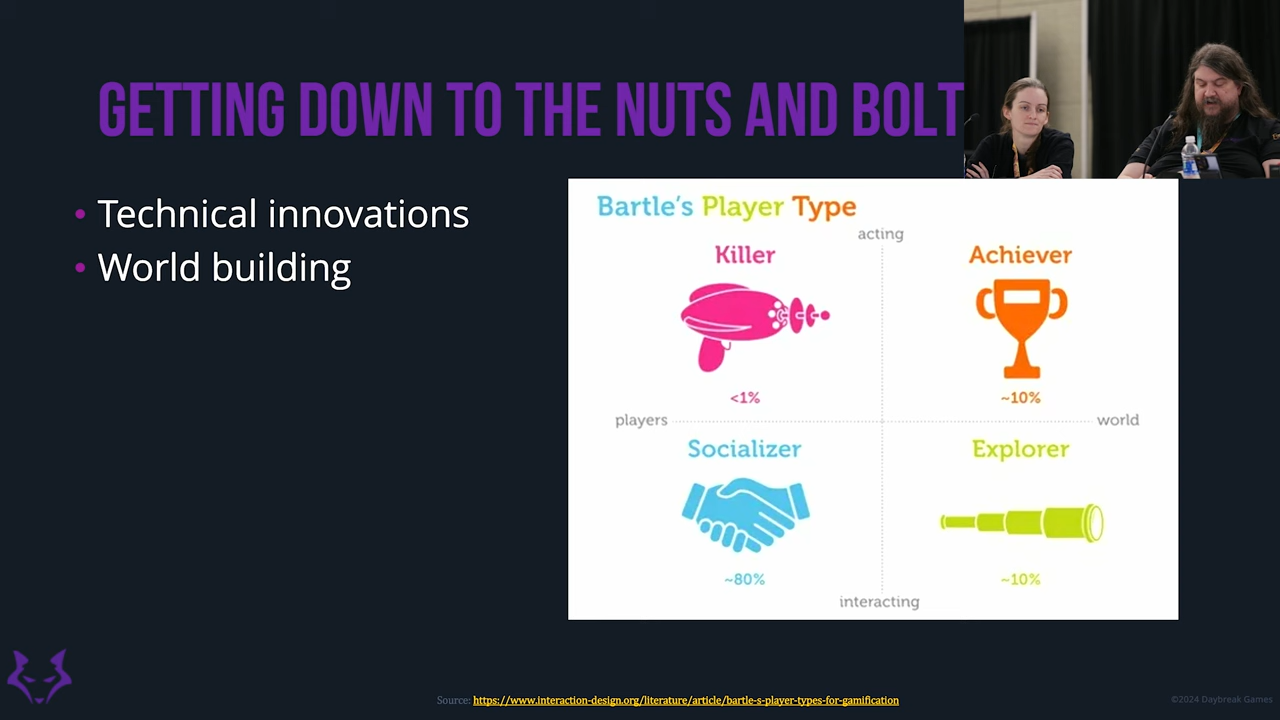 GETTING DOWN TO THE NUTS AND BOLT
• Technical innovations
• World building
Bartle's Player Type
acting
Killer
Achiever
<1%
~10%
players
world
Socializer
Explorer
~80%
~10%
interacting
Source: https://www.interaction-design.org/literature/article/bartle-s-player-types-for-gamification
©2024 Daybreak Games